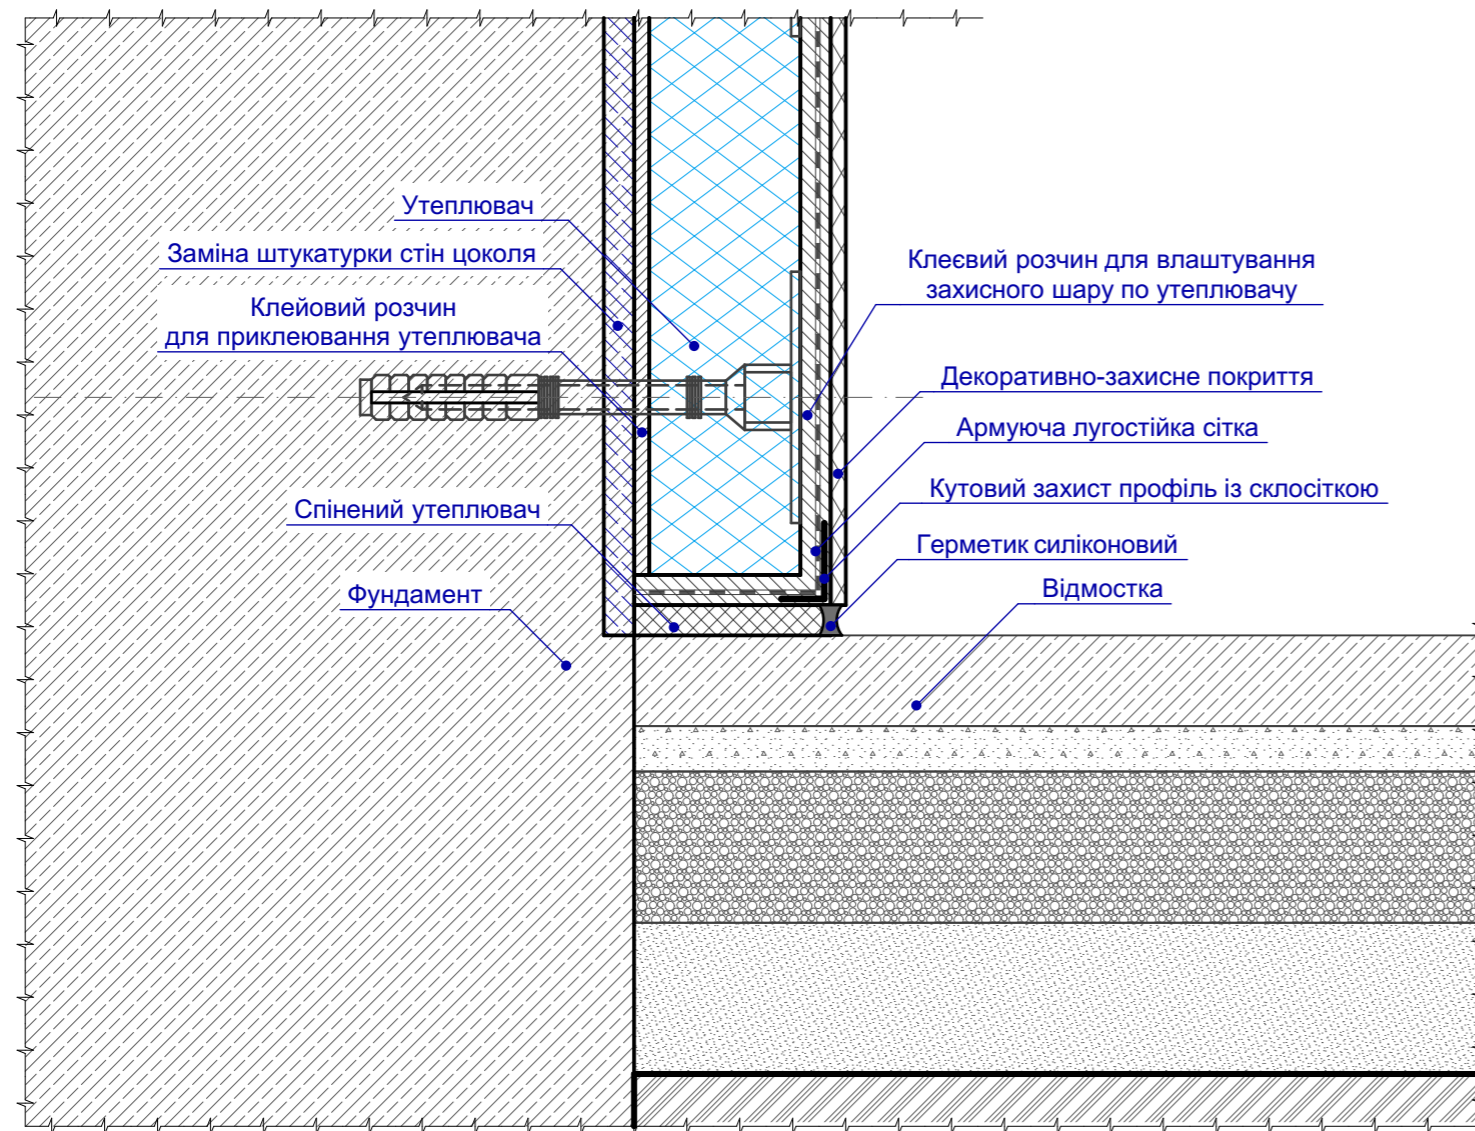 Утеплювач
Заміна штукатурки стін цоколя
Клейовий розчин
для приклеювання утеплювача
Спінений утеплювач
Фундамент
Клеєвий розчин для влаштування
захисного шару по утеплювачу
Декоративно-захисне покриття
Армуюча лугостійка сітка
Кутовий захист профіль із склосіткою
Герметик силіконовий
Відмостка